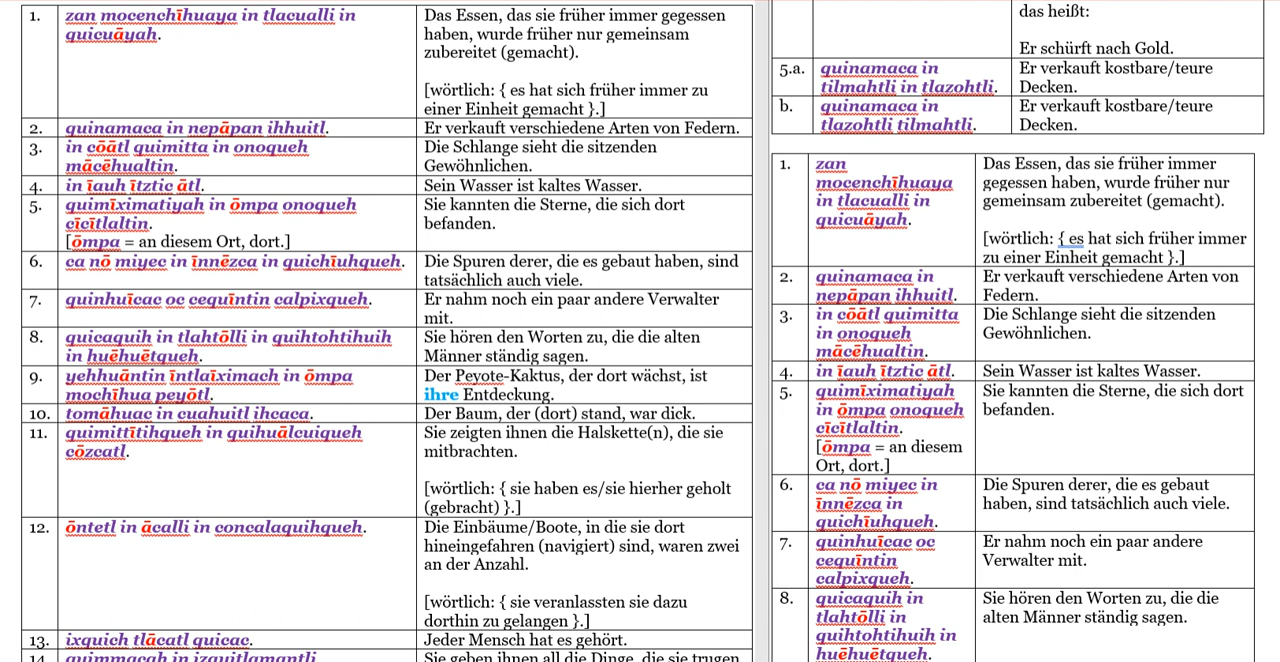 1. zan mocenchīhuaya in tlacualli in
quicuāyah.
Das Essen, das sie früher immer gegessen
haben, wurde früher nur gemeinsam
zubereitet (gemacht).
[wörtlich: { es hat sich früher immer zu
einer Einheit gemacht }.]
2. quinamaca in nepāpan ihhuitl. Er verkauft verschiedene Arten von Federn.
3. in cōātl quimitta in onoqueh
mācēhualtin.
Die Schlange sieht die sitzenden
Gewöhnlichen.
4. in īauh ītztic ātl. Sein Wasser ist kaltes Wasser.
5. quimīximatiyah in ōmpa onoqueh
cīcītlaltin.
[ōmpa = an diesem Ort, dort.]
Sie kannten die Sterne, die sich dort
befanden.
6. ca nō miyec in īnnēzca in quichīuhqueh.
Die Spuren derer, die es gebaut haben, sind
tatsächlich auch viele.
7. quinhuīcac oc cequīntin calpixqueh.
Er nahm noch ein paar andere Verwalter
mit.
8. quicaquih in tlahtōlli in quihtohtihuih
in huēhuētqueh.
Sie hören den Worten zu, die die alten
Männer ständig sagen.
9. yehhuāntin īntlaīximach in ōmpa
mochīhua peyōtl.
Der Peyote-Kaktus, der dort wächst, ist
ihre Entdeckung.
10. tomāhuac in cuahuitl ihcaca. Der Baum, der (dort) stand, war dick.
11. quimittītihqueh in quihuālcuiqueh
cōzcatl.
Sie zeigten ihnen die Halskette(n), die sie
mitbrachten.
[wörtlich: { sie haben es/sie hierher geholt
(gebracht) }.]
12. ōntetl in ācalli in concalaquihqueh.
Die Einbäume/Boote, in die sie dort
hineingefahren (navigiert) sind, waren zwei
an der Anzahl.
[wörtlich: { sie veranlassten sie dazu
dorthin zu gelangen }.]
13. ixquich tlācatl quicac. Jeder Mensch hat es gehört.
14. quimmacah in izquitlamantli Sie geben ihnen all die Dinge, die sie trugen
das heißt:
Er schürft nach Gold.
5.a. quinamaca in
tilmahtli in tlazohtli.
Er verkauft kostbare/teure
Decken.
b. quinamaca in
tlazohtli tilmahtli.
Er verkauft kostbare/teure
Decken.
1. zan
mocenchīhuaya
in tlacualli in
quicuāyah.
Das Essen, das sie früher immer
gegessen haben, wurde früher nur
gemeinsam zubereitet (gemacht).
[wörtlich: { es hat sich früher immer
zu einer Einheit gemacht }.]
2. quinamaca in
nepāpan ihhuitl.
Er verkauft verschiedene Arten von
Federn.
3. in cōātl quimitta
in onoqueh
mācēhualtin.
Die Schlange sieht die sitzenden
Gewöhnlichen.
4. in īauh ītztic ātl. Sein Wasser ist kaltes Wasser.
5. quimīximatiyah
in ōmpa onoqueh
cīcītlaltin.
[ōmpa = an diesem
Ort, dort.]
Sie kannten die Sterne, die sich dort
befanden.
6. ca nō miyec in
īnnēzca in
quichīuhqueh.
Die Spuren derer, die es gebaut
haben, sind tatsächlich auch viele.
7. quinhuīcac oc
cequīntin
calpixqueh.
Er nahm noch ein paar andere
Verwalter mit.
8. quicaquih in
tlahtōlli in
quihtohtihuih in
huēhuētqueh.
Sie hören den Worten zu, die die
alten Männer ständig sagen.